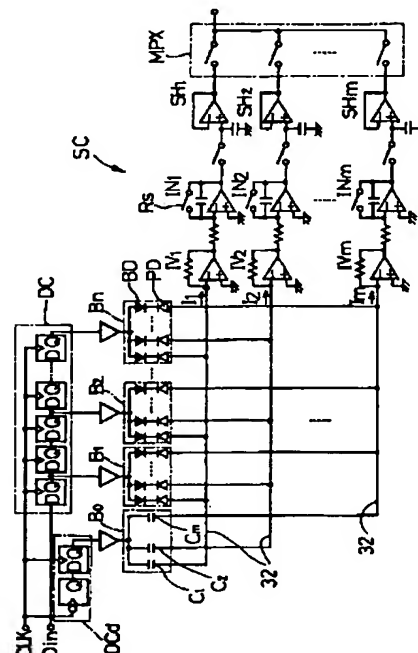 MPX
SH1
SH2
SHm
SC
Rs
IN1
IN2
INm
IV1
IV2
IVm
I1
I2
Im
DC
BD
PD
Bn
B2
B1
B0
D Q
D Q
D Q
D Q
D Q
D Q
Q
Cm
C2
C1
32
32
CLK
Din
DCd